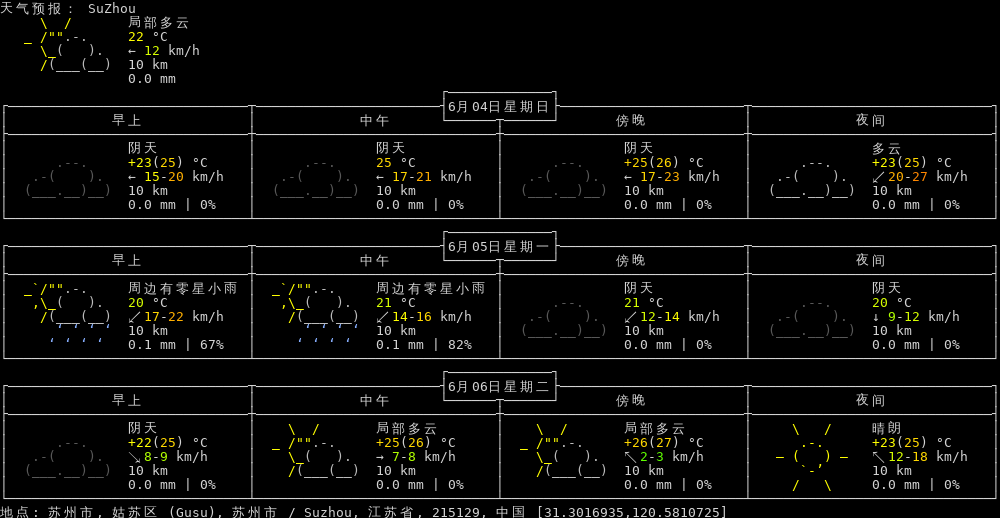 天气预报: SuZhou
局部多云
22 °C
← 12 km/h
10 km
0.0 mm
6月04日星期日
早上 中午 傍晚 夜间
阴天 阴天 阴天 多云
+23(25) °C 25 °C +25(26) °C +23(25) °C
← 15-20 km/h ← 17-21 km/h ← 17-23 km/h ↙ 20-27 km/h
10 km 10 km 10 km 10 km
0.0 mm | 0% 0.0 mm | 0% 0.0 mm | 0% 0.0 mm | 0%
6月05日星期一
早上 中午 傍晚 夜间
周边有零星小雨 周边有零星小雨 阴天 阴天
20 °C 21 °C 21 °C 20 °C
↙ 17-22 km/h ↙ 14-16 km/h ↙ 12-14 km/h ↓ 9-12 km/h
10 km 10 km 10 km 10 km
0.1 mm | 67% 0.1 mm | 82% 0.0 mm | 0% 0.0 mm | 0%
6月06日星期二
早上 中午 傍晚 夜间
阴天 局部多云 局部多云 晴朗
+22(25) °C +25(26) °C +26(27) °C +23(25) °C
↘ 8-9 km/h → 7-8 km/h ↖ 2-3 km/h ↖ 12-18 km/h
10 km 10 km 10 km 10 km
0.0 mm | 0% 0.0 mm | 0% 0.0 mm | 0% 0.0 mm | 0%
地点: 苏州市, 姑苏区 (Gusu), 苏州市 / Suzhou, 江苏省, 215129, 中国 [31.3016935,120.5810725]